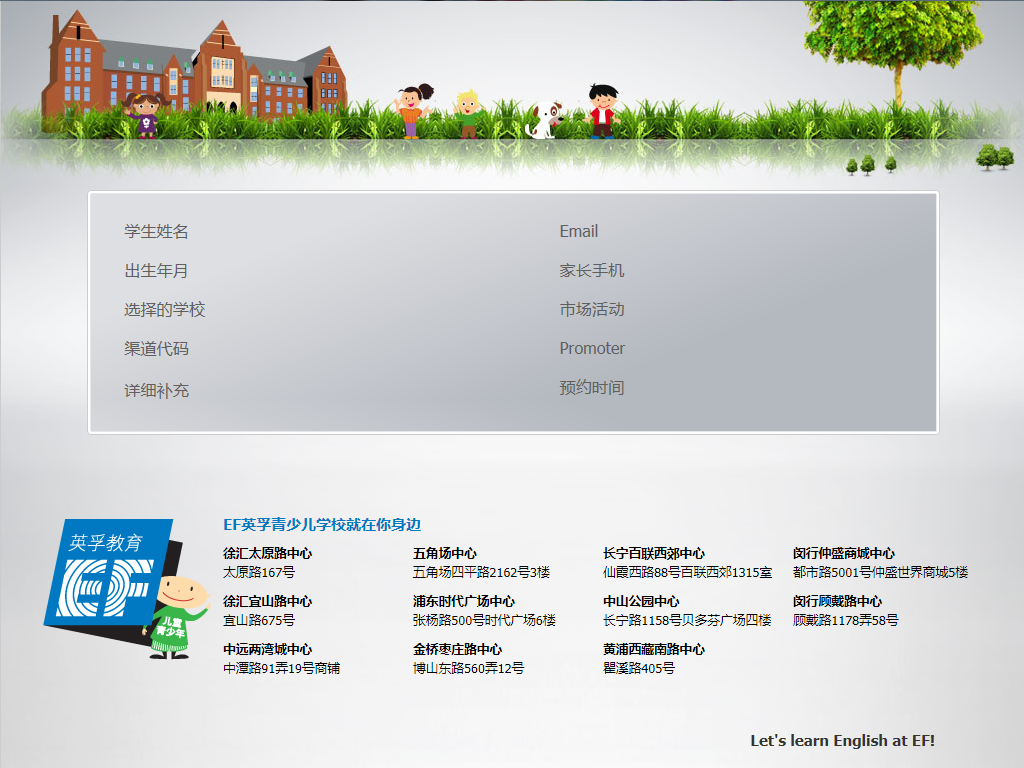 学生姓名
Email
出生年月
家长手机
选择的学校
市场活动
渠道代码
Promoter
详细补充
预约时间
英孚教育
EF
儿童
青少年
EF英孚青少儿学校就在你身边
徐汇太原路中心
太原路167号
五角场中心
五角场四平路2162号3楼
长宁百联西郊中心
仙霞西路88号百联西郊1315室
闵行仲盛商城中心
都市路5001号仲盛世界商城5楼
徐汇宜山路中心
宜山路675号
浦东时代广场中心
张杨路500号时代广场6楼
中山公园中心
长宁路1158号贝多芬广场四楼
闵行顾戴路中心
顾戴路1178弄58号
中远两湾城中心
中潭路91弄19号商铺
金桥枣庄路中心
博山东路560弄12号
黄浦西藏南路中心
瞿溪路405号
Let's learn English at EF!